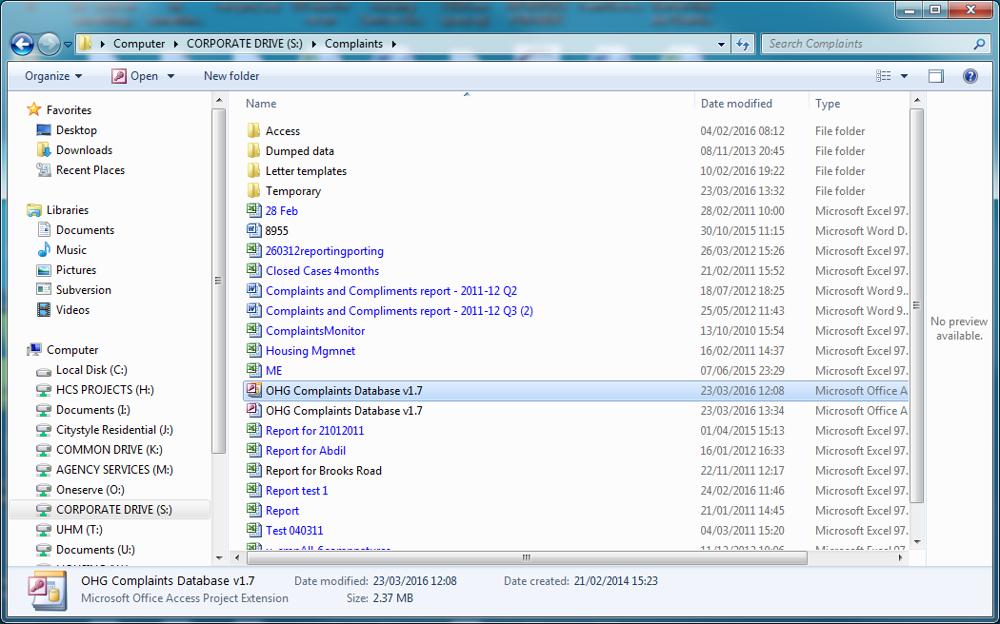 Computer CORPORATE DRIVE (S:) Complaints Search Complaints
Organize Open New folder
Name Date modified Type
Favorites
Desktop
Downloads
Recent Places
Libraries
Documents
Music
Pictures
Subversion
Videos
Computer
Local Disk (C:)
HCS PROJECTS (H:)
Documents (I:)
Citystyle Residential (J:)
COMMON DRIVE (K:)
AGENCY SERVICES (M:)
Oneserve (O:)
CORPORATE DRIVE (S:)
UHM (T:)
Documents (U:)
Access 04/02/2016 08:12 File folder
Dumped data 08/11/2013 20:45 File folder
Letter templates 10/02/2016 19:22 File folder
Temporary 23/03/2016 13:32 File folder
28 Feb 28/02/2011 10:00 Microsoft Excel 97.
8955 30/10/2015 11:15 Microsoft Word D.
260312reportingporting 26/03/2012 15:26 Microsoft Excel 97.
Closed Cases 4months 21/02/2011 15:52 Microsoft Excel 97.
Complaints and Compliments report - 2011-12 Q2 18/07/2012 18:25 Microsoft Word 9..
Complaints and Compliments report - 2011-12 Q3 (2) 25/05/2012 11:43 Microsoft Word 9..
ComplaintsMonitor 13/10/2010 15:54 Microsoft Excel 97.
Housing Mgmnet 16/02/2011 14:37 Microsoft Excel 97.
ME 07/06/2015 23:29 Microsoft Excel 97.
OHG Complaints Database v1.7 23/03/2016 12:08 Microsoft Office A
OHG Complaints Database v1.7 23/03/2016 13:34 Microsoft Office A
Report for 21012011 01/04/2015 15:13 Microsoft Excel 97.
Report for Abdil 16/01/2012 16:33 Microsoft Excel 97.
Report for Brooks Road 22/11/2011 12:17 Microsoft Excel 97.
Report test 1 24/02/2016 11:46 Microsoft Excel 97.
Report 21/01/2011 14:45 Microsoft Excel 97.
Test 040311 04/03/2011 15:20 Microsoft Excel 97.
No preview
available.
OHG Complaints Database v1.7 Date modified: 23/03/2016 12:08 Date created: 21/02/2014 15:23
Microsoft Office Access Project Extension Size: 2.37 MB